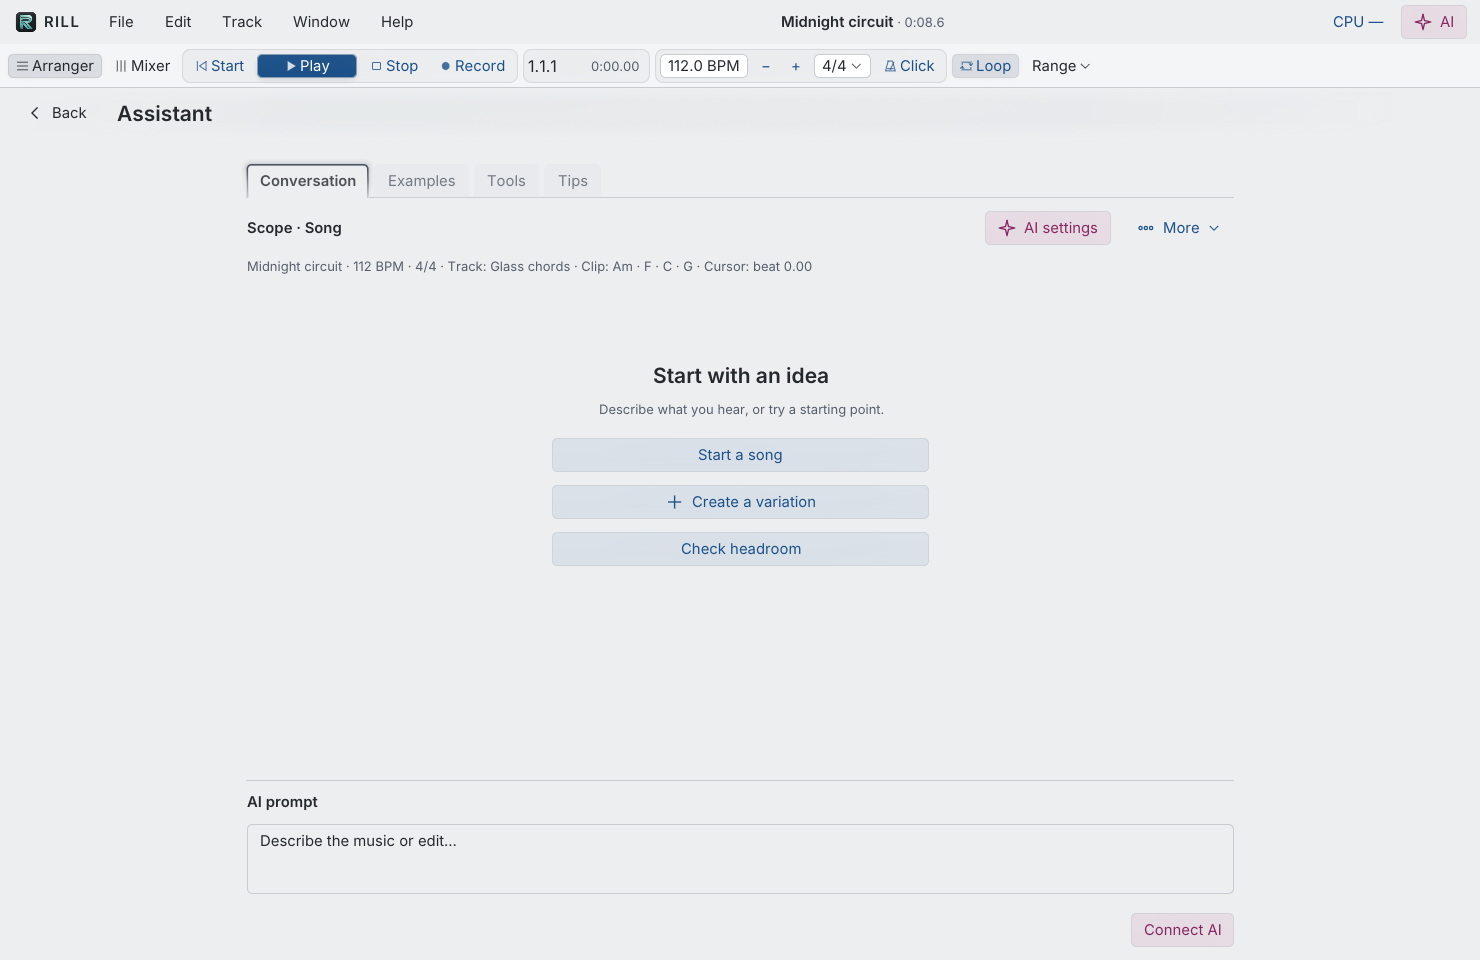 RILL File Edit Track Window Help Midnight circuit · 0:08.6 CPU — AI
Arranger Mixer Start Play Stop Record 1.1.1 0:00.00 112.0 BPM − + 4/4 Click Loop Range
Back Assistant
Conversation Examples Tools Tips
Scope · Song AI settings More
Midnight circuit · 112 BPM · 4/4 · Track: Glass chords · Clip: Am · F · C · G · Cursor: beat 0.00
Start with an idea
Describe what you hear, or try a starting point.
Start a song
Create a variation
Check headroom
AI prompt
Describe the music or edit...
Connect AI